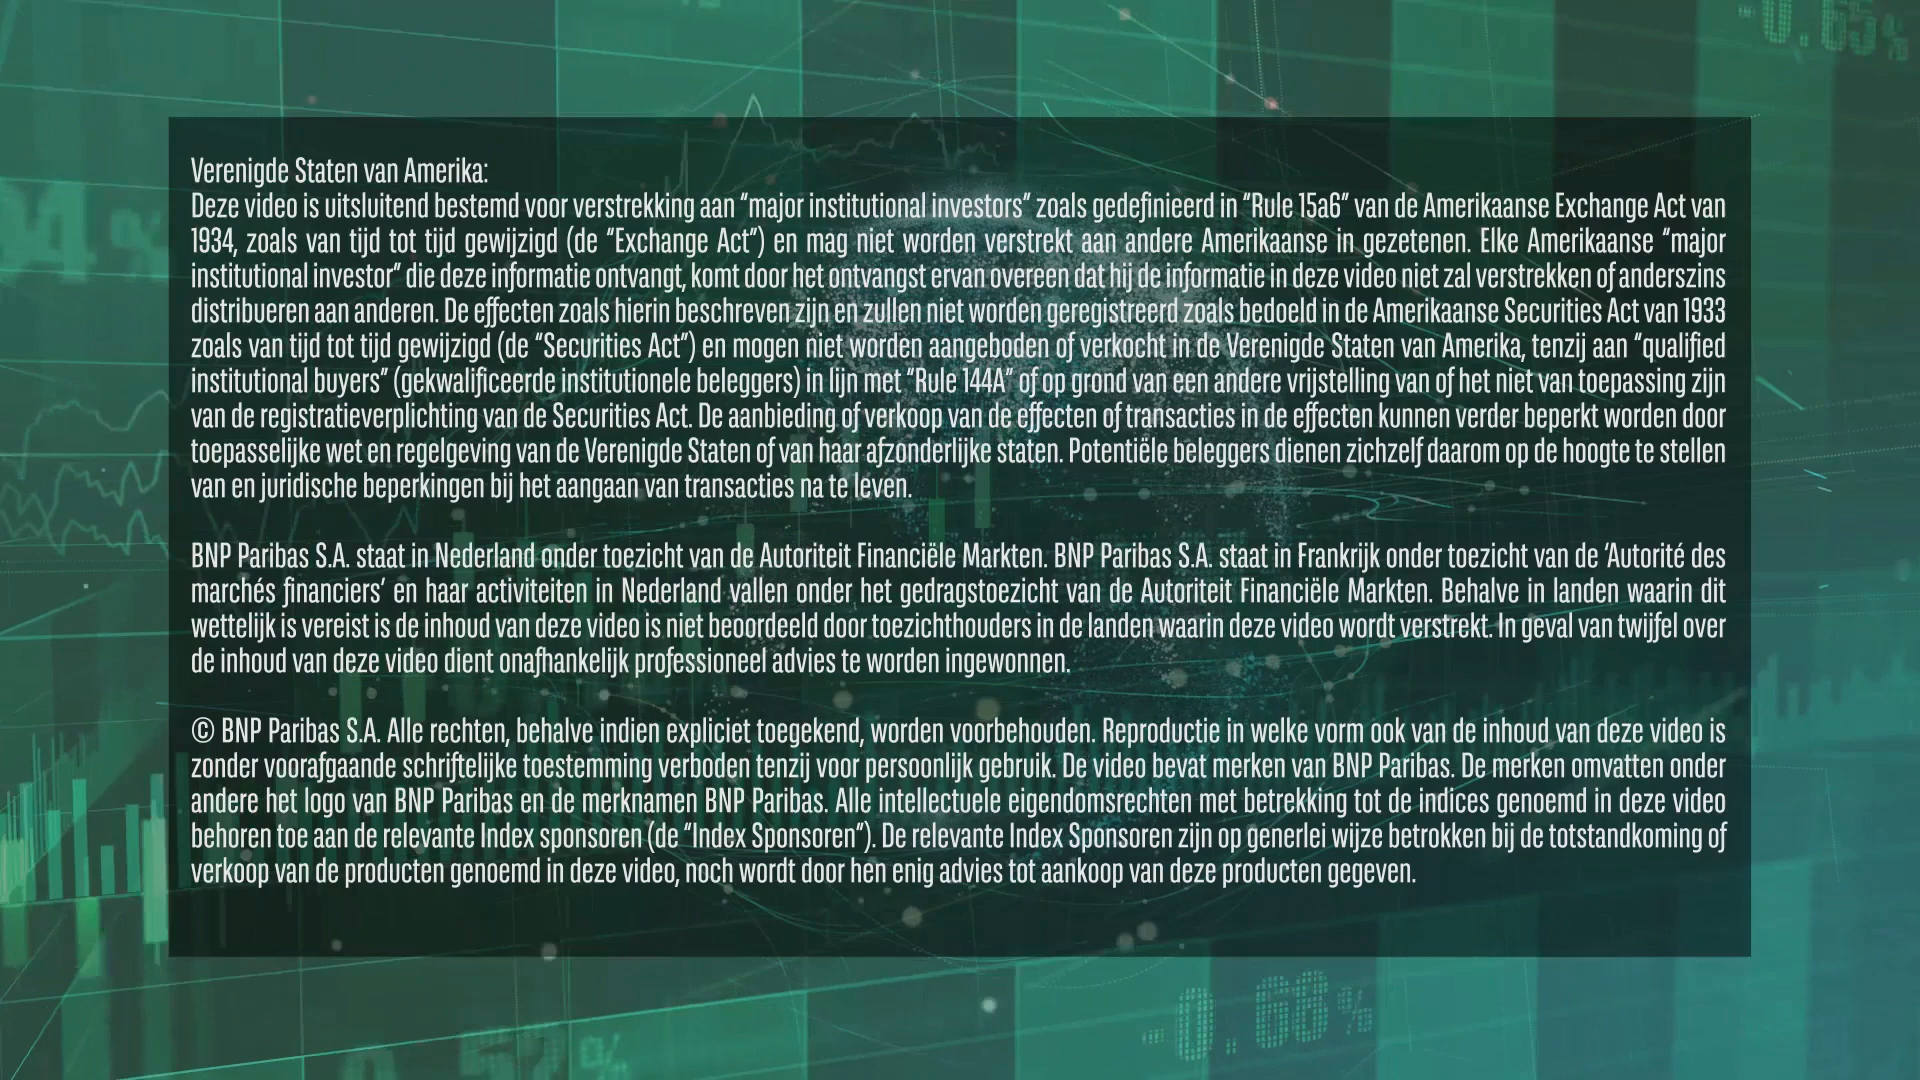 -0.65%
Verenigde Staten van Amerika:
Deze video is uitsluitend bestemd voor verstrekking aan “major institutional investors” zoals gedefinieerd in “Rule 15a6” van de Amerikaanse Exchange Act van
1934, zoals van tijd tot tijd gewijzigd (de “Exchange Act”) en mag niet worden verstrekt aan andere Amerikaanse in gezetenen. Elke Amerikaanse “major
institutional investor” die deze informatie ontvangt, komt door het ontvangst ervan overeen dat hij de informatie in deze video niet zal verstrekken of anderszins
distribueren aan anderen. De effecten zoals hierin beschreven zijn en zullen niet worden geregistreerd zoals bedoeld in de Amerikaanse Securities Act van 1933
zoals van tijd tot tijd gewijzigd (de “Securities Act”) en mogen niet worden aangeboden of verkocht in de Verenigde Staten van Amerika, tenzij aan “qualified
institutional buyers” (gekwalificeerde institutionele beleggers) in lijn met “Rule 144A” of op grond van een andere vrijstelling van of het niet van toepassing zijn
van de registratieverplichting van de Securities Act. De aanbieding of verkoop van de effecten of transacties in de effecten kunnen verder beperkt worden door
toepasselijke wet en regelgeving van de Verenigde Staten of van haar afzonderlijke staten. Potentiële beleggers dienen zichzelf daarom op de hoogte te stellen
van en juridische beperkingen bij het aangaan van transacties na te leven.
BNP Paribas S.A. staat in Nederland onder toezicht van de Autoriteit Financiële Markten. BNP Paribas S.A. staat in Frankrijk onder toezicht van de ‘Autorité des
marchés financiers’ en haar activiteiten in Nederland vallen onder het gedragstoezicht van de Autoriteit Financiële Markten. Behalve in landen waarin dit
wettelijk is vereist is de inhoud van deze video is niet beoordeeld door toezichthouders in de landen waarin deze video wordt verstrekt. In geval van twijfel over
de inhoud van deze video dient onafhankelijk professioneel advies te worden ingewonnen.
© BNP Paribas S.A. Alle rechten, behalve indien expliciet toegekend, worden voorbehouden. Reproductie in welke vorm ook van de inhoud van deze video is
zonder voorafgaande schriftelijke toestemming verboden tenzij voor persoonlijk gebruik. De video bevat merken van BNP Paribas. De merken omvatten onder
andere het logo van BNP Paribas en de merknamen BNP Paribas. Alle intellectuele eigendomsrechten met betrekking tot de indices genoemd in deze video
behoren toe aan de relevante Index sponsoren (de “Index Sponsoren”). De relevante Index Sponsoren zijn op generlei wijze betrokken bij de totstandkoming of
verkoop van de producten genoemd in deze video, noch wordt door hen enig advies tot aankoop van deze producten gegeven.
-0.68%